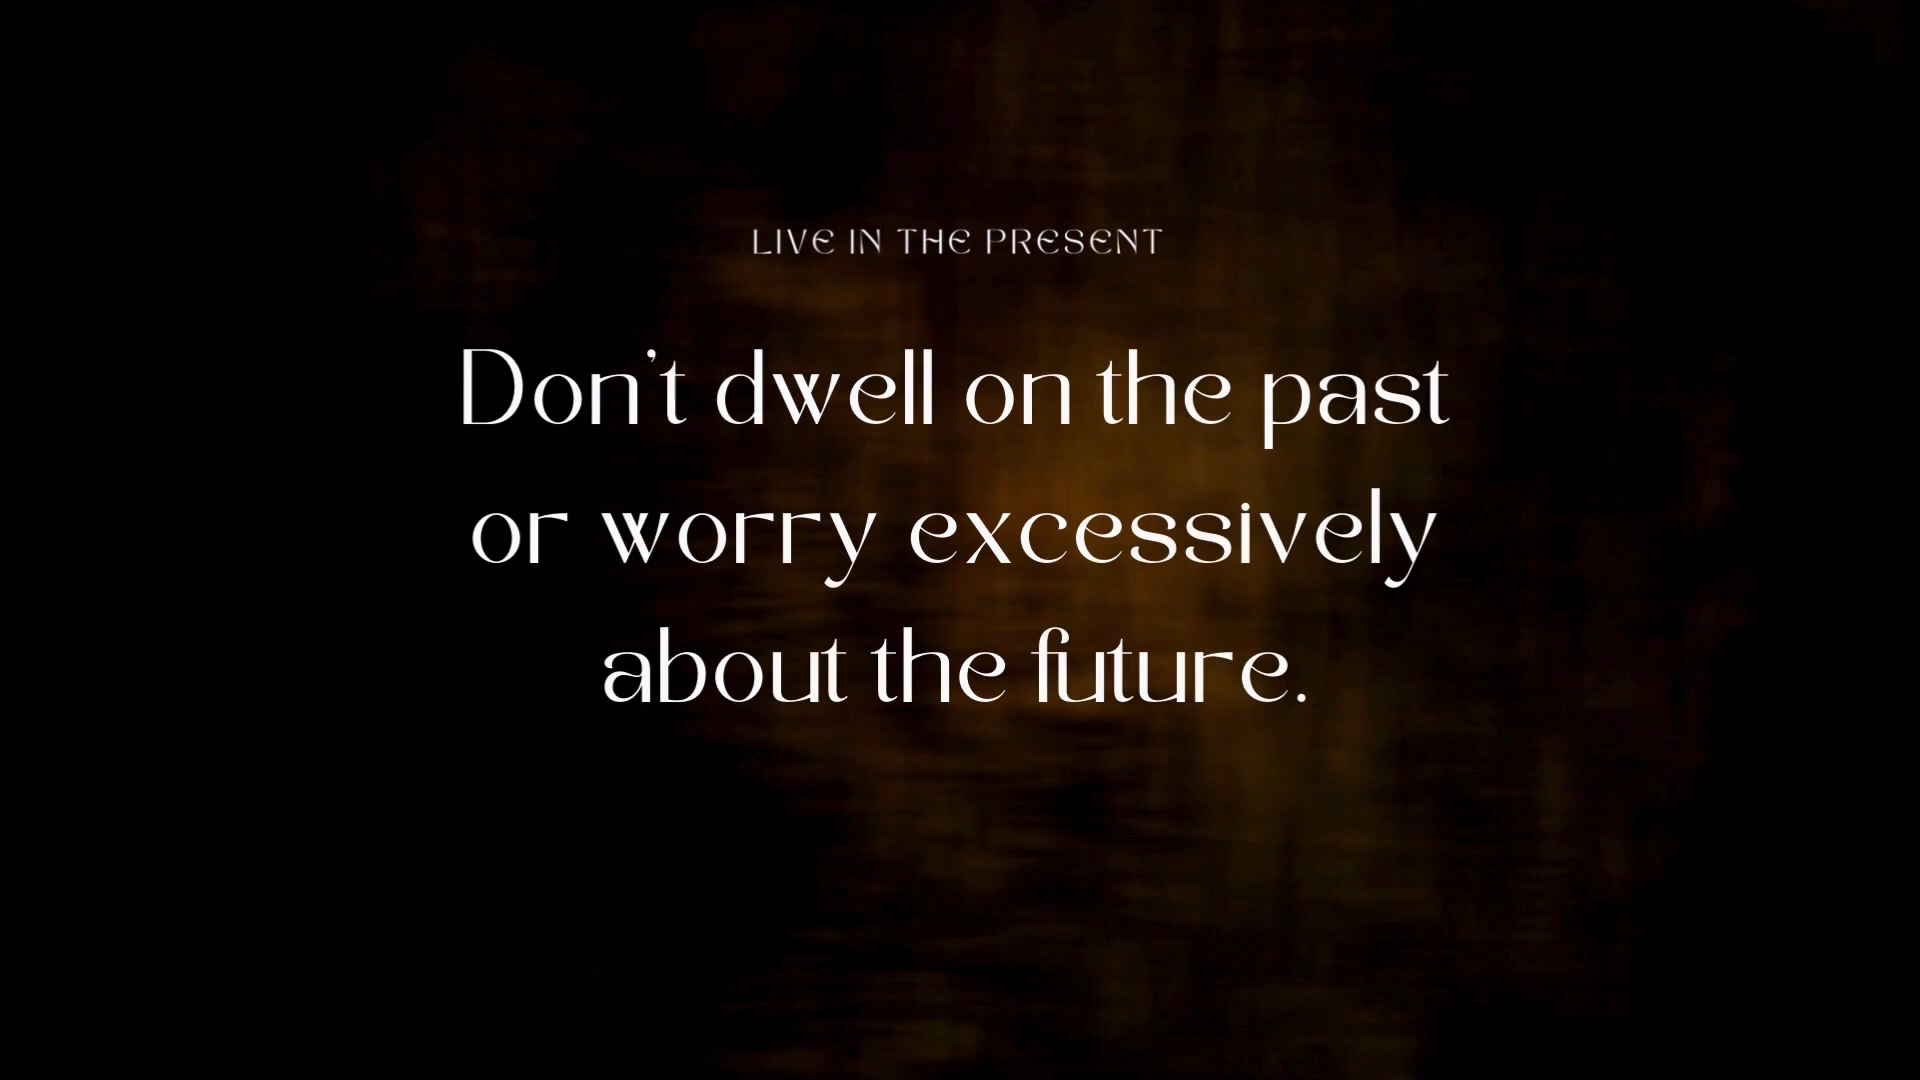 LIVE IN THE PRESENT
Don't dwell on the past
or worry excessively
about the future.